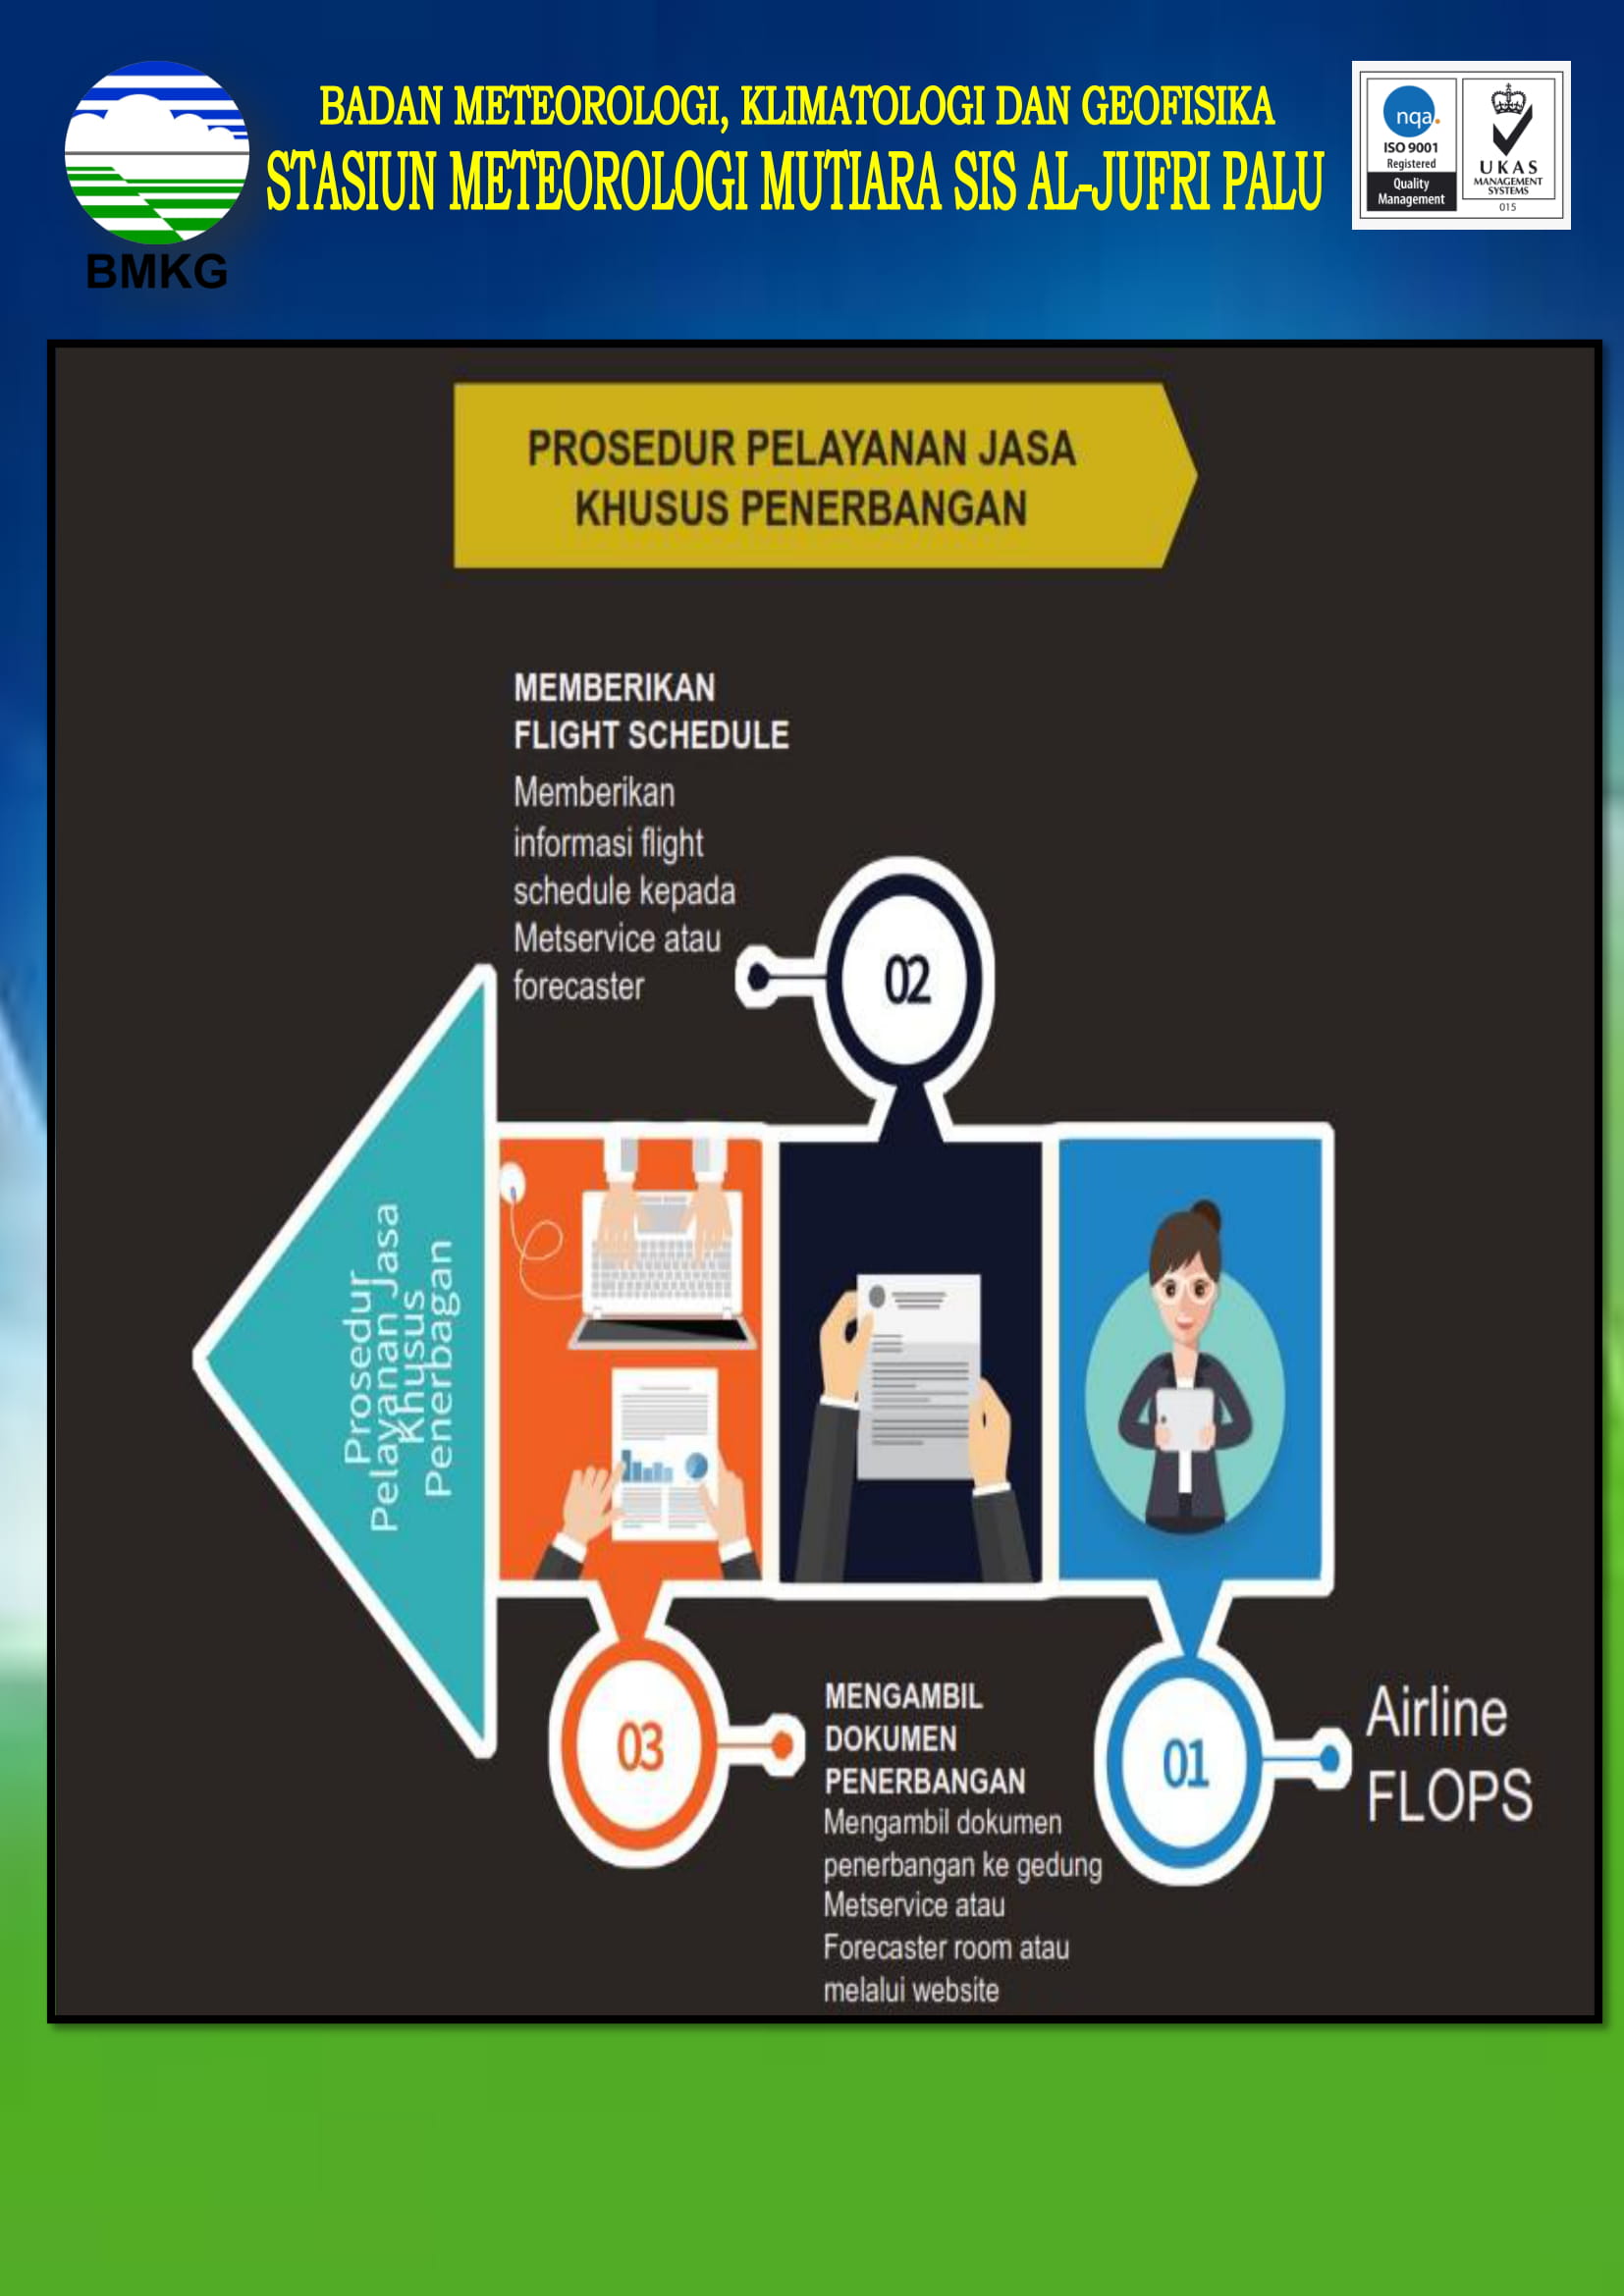 BADAN METEOROLOGI, KLIMATOLOGI DAN GEOFISIKA
STASIUN METEOROLOGI MUTIARA SIS AL-JUFRI PALU
BMKG
nqa.
ISO 9001
Registered
Quality
Management
UKAS
MANAGEMENT
SYSTEMS
015
PROSEDUR PELAYANAN JASA
KHUSUS PENERBANGAN
MEMBERIKAN
FLIGHT SCHEDULE
Memberikan
informasi flight
schedule kepada
Metservice atau
forecaster
02
Prosedur
Pelayanan Jasa
Khusus
Penerbagan
03
MENGAMBIL
DOKUMEN
PENERBANGAN
Mengambil dokumen
penerbangan ke gedung
Metservice atau
Forecaster room atau
melalui website
01
Airline
FLOPS